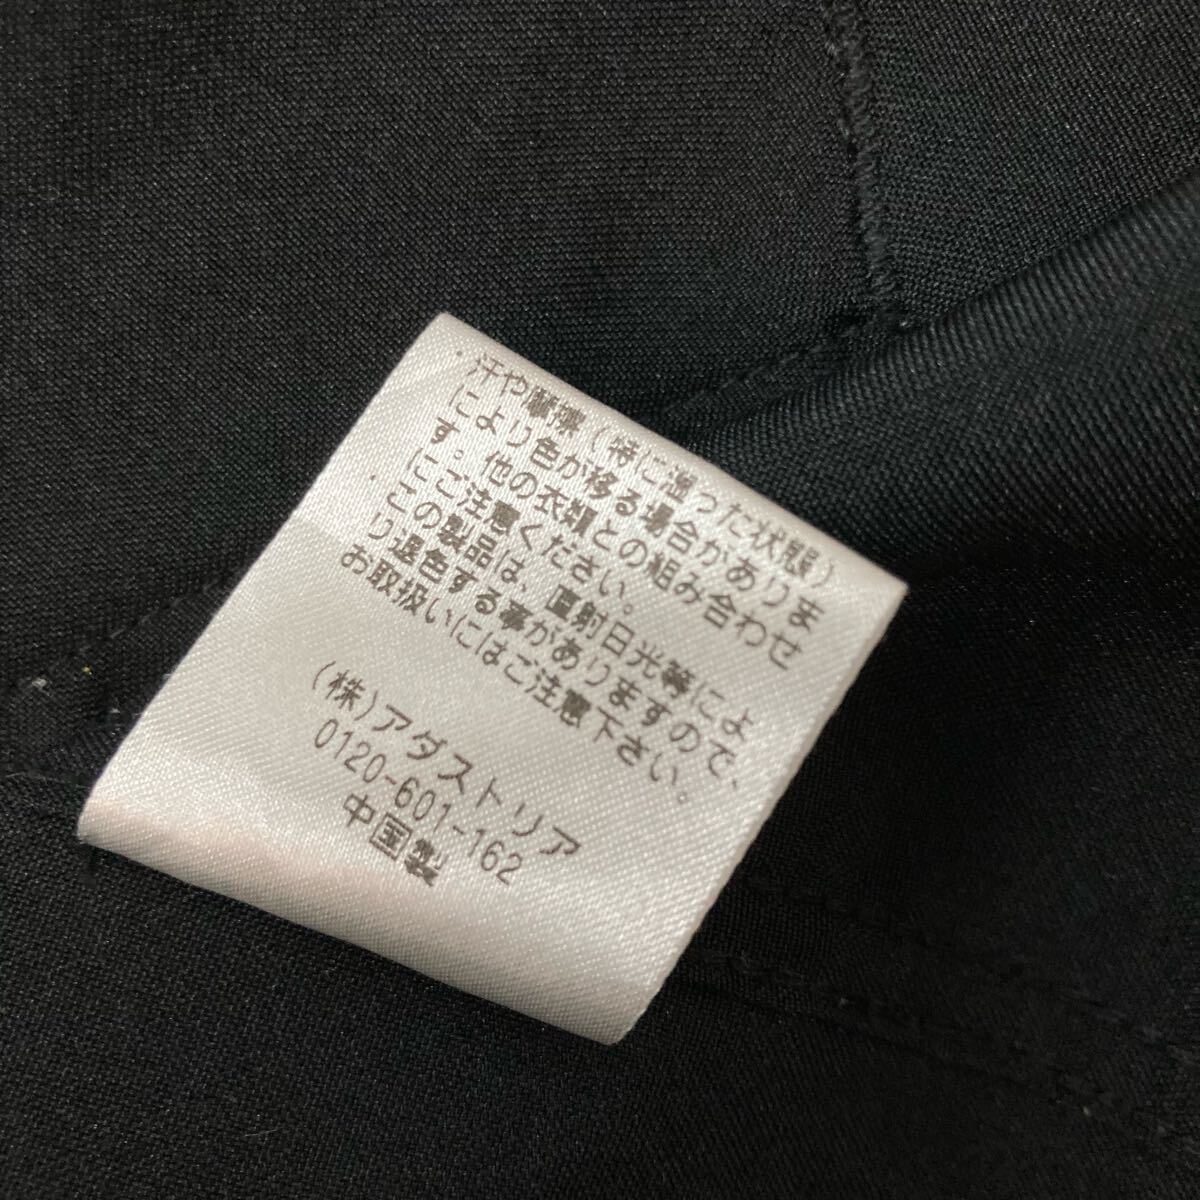 ・汗や摩擦(特に湿った状態)
により色が移る場合がありま
す。他の衣類との組み合わせ
にご注意ください。
・この製品は、直射日光等によ
り退色する事がありますので、
お取扱いにはご注意下さい。
(株)アダストリア
0120-601-162
中国製